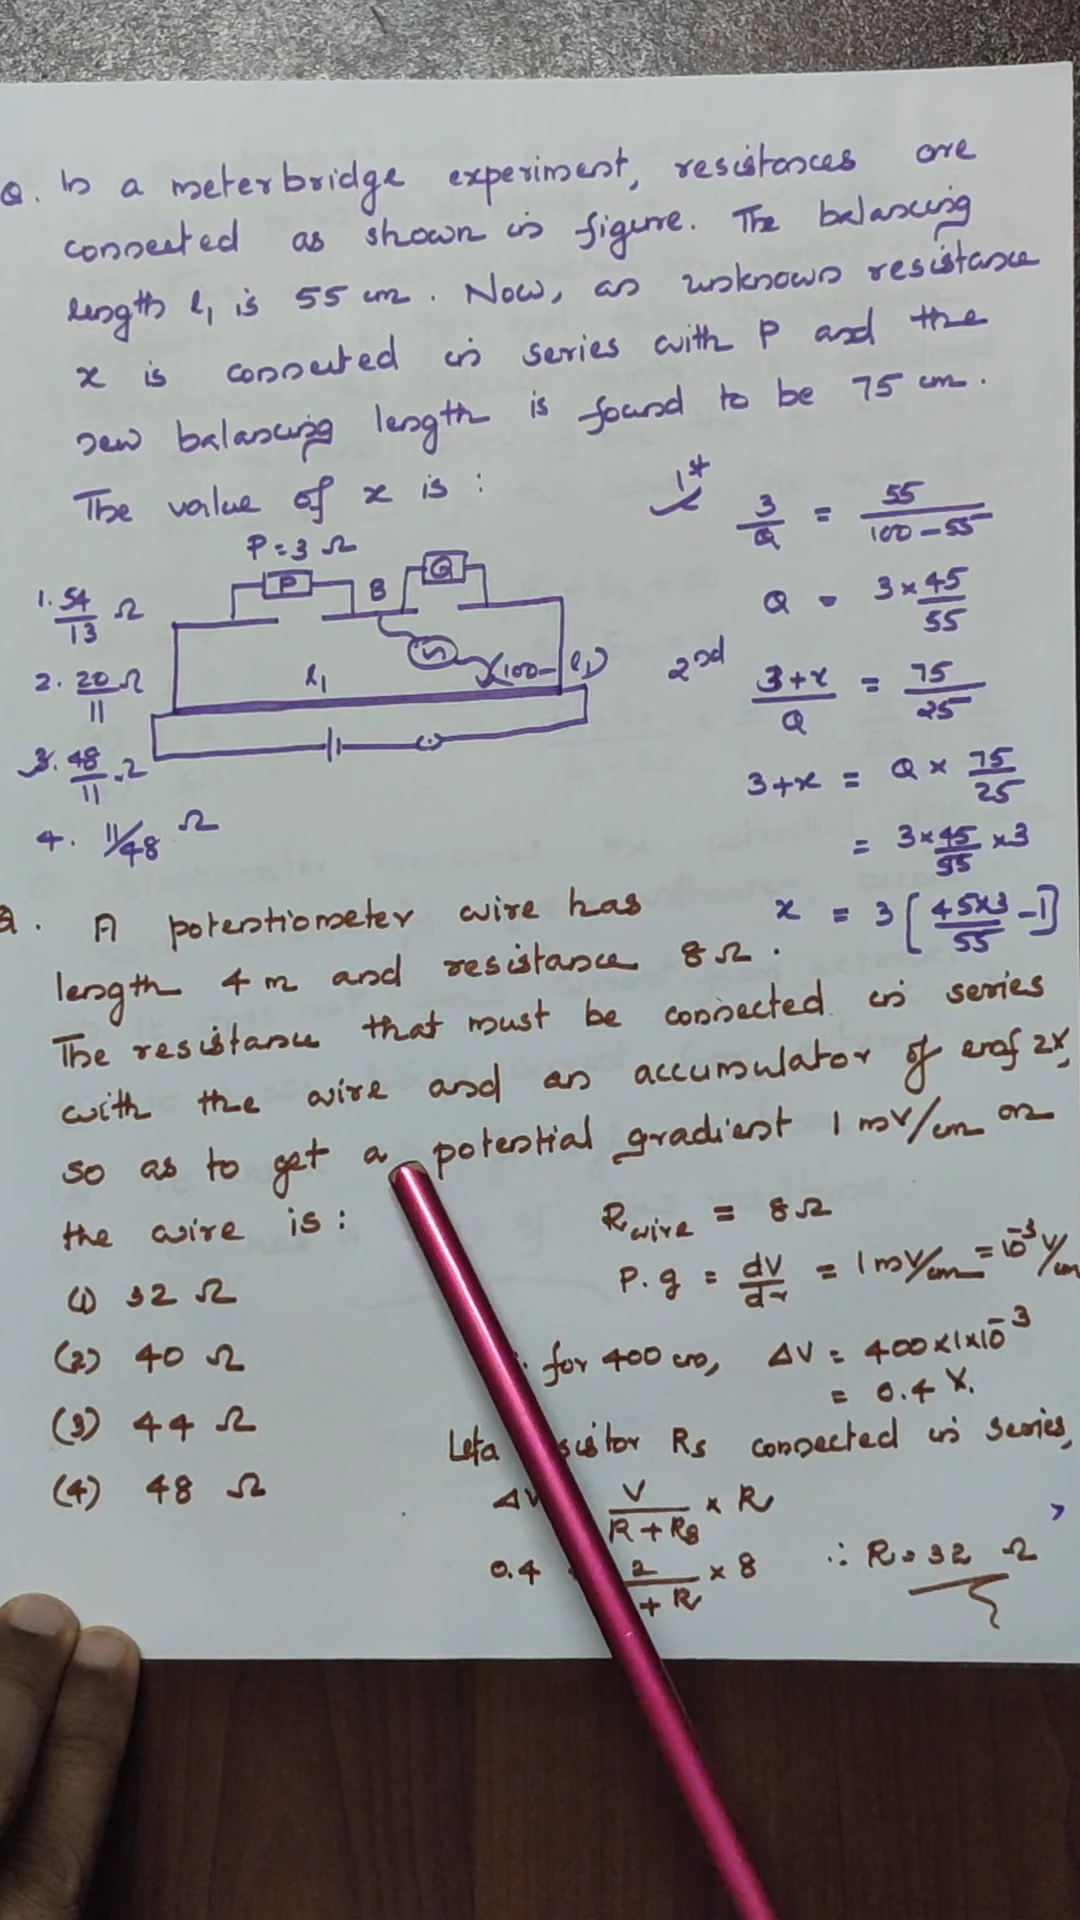 Q. In a meterbridge experiment, resistances are
connected as shown in figure. The balancing
length l₁ is 55 cm. Now, an unknown resistance
x is connected in series with P and the
new balancing length is found to be 75 cm.
The value of x is :
P = 3 Ω
P B Q
G
l₁ (100 - l₁)
1. 54/13 Ω
2. 20/11 Ω
3. 48/11 Ω
4. 11/48 Ω
1st 3/Q = 55/(100-55)
Q = 3×45/55
2nd (3+x)/Q = 75/25
3+x = Q × 75/25
= 3×45/55 ×3
x = 3[45×3/55 -1]
Q. A potentiometer wire has
length 4 m and resistance 8 Ω.
The resistance that must be connected in series
with the wire and an accumulator of emf 2V,
so as to get a potential gradient 1 mV/cm on
the wire is :
(1) 32 Ω
(2) 40 Ω
(3) 44 Ω
(4) 48 Ω
R wire = 8 Ω
P.g = dV/dr = 1 mV/cm = 10⁻³ V/cm
for 400 cm, ΔV = 400×1×10⁻³
= 0.4 V.
Let a Rs connected in series,
ΔV V/(R+Rs) × R
0.4 2/(+ R) × 8 ∴ R = 32 Ω